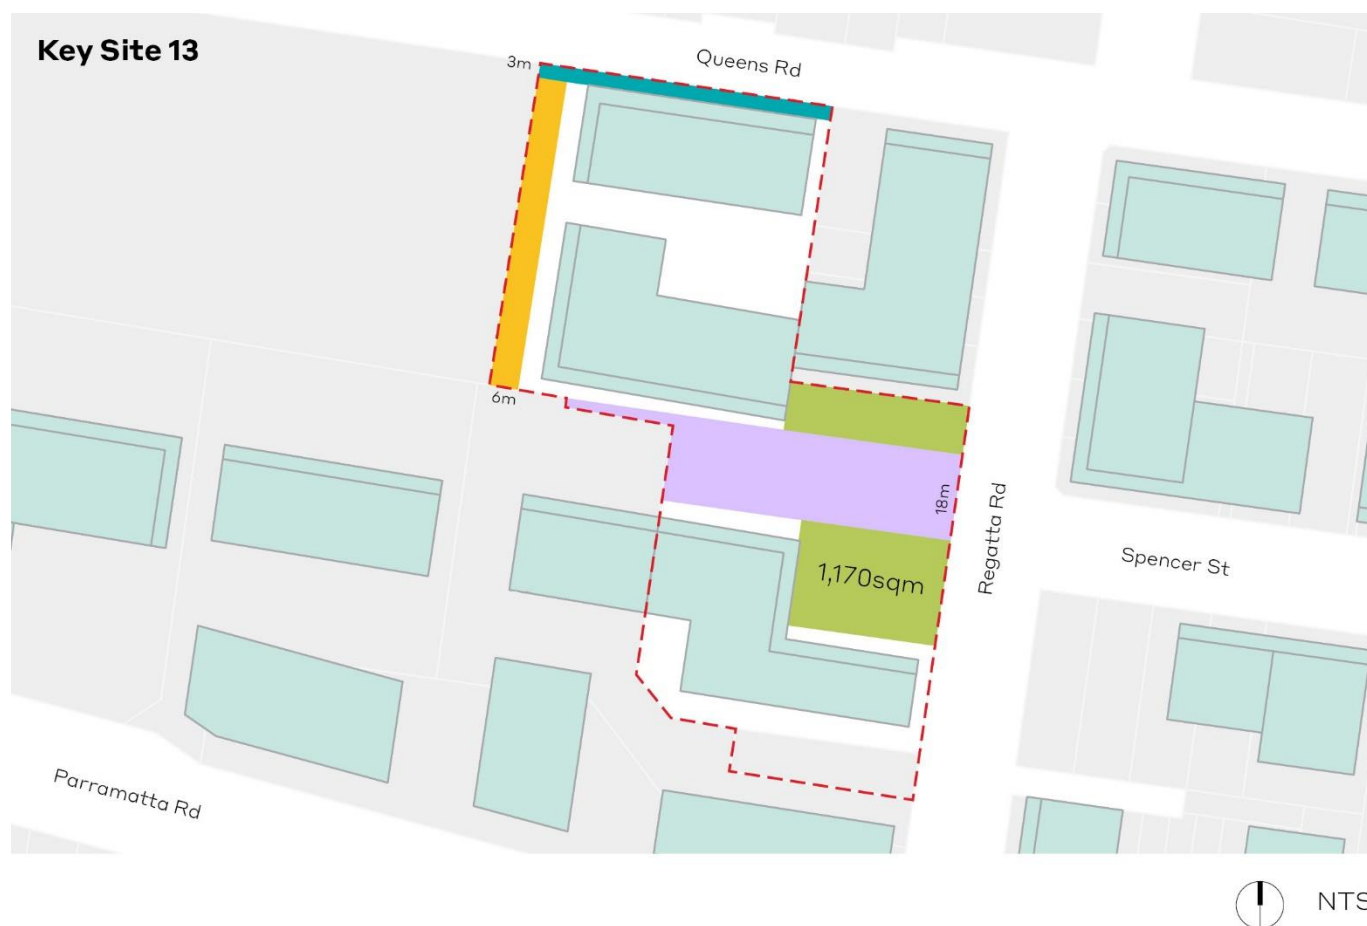 Key Site 13
Queens Rd
3m
6m
18m
Regatta Rd
1,170sqm
Spencer St
Parramatta Rd
NTS